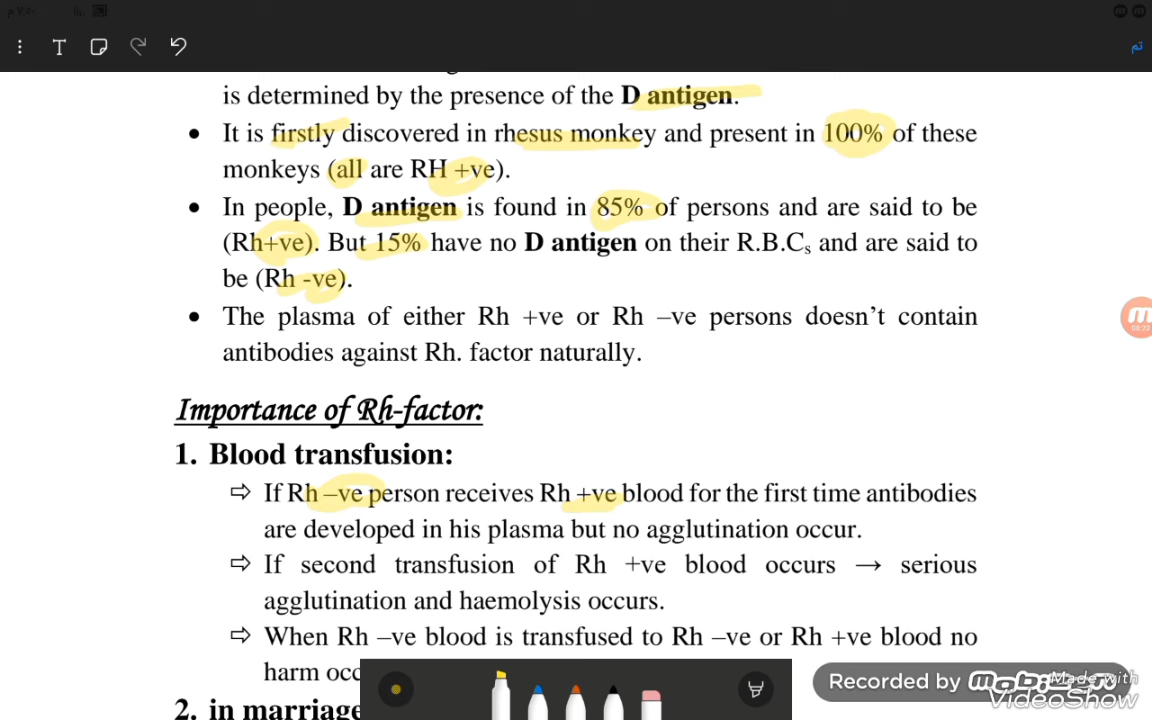 م ٧:٥٠
T
تم
is determined by the presence of the D antigen.
• It is firstly discovered in rhesus monkey and present in 100% of these
monkeys (all are RH +ve).
• In people, D antigen is found in 85% of persons and are said to be
(Rh+ve). But 15% have no D antigen on their R.B.Cs and are said to
be (Rh -ve).
• The plasma of either Rh +ve or Rh –ve persons doesn’t contain
antibodies against Rh. factor naturally.
Importance of Rh-factor:
1. Blood transfusion:
⇨ If Rh –ve person receives Rh +ve blood for the first time antibodies
are developed in his plasma but no agglutination occur.
⇨ If second transfusion of Rh +ve blood occurs → serious
agglutination and haemolysis occurs.
⇨ When Rh –ve blood is transfused to Rh –ve or Rh +ve blood no
harm occ
2. in marriage
Recorded by
Made with
VideoShow